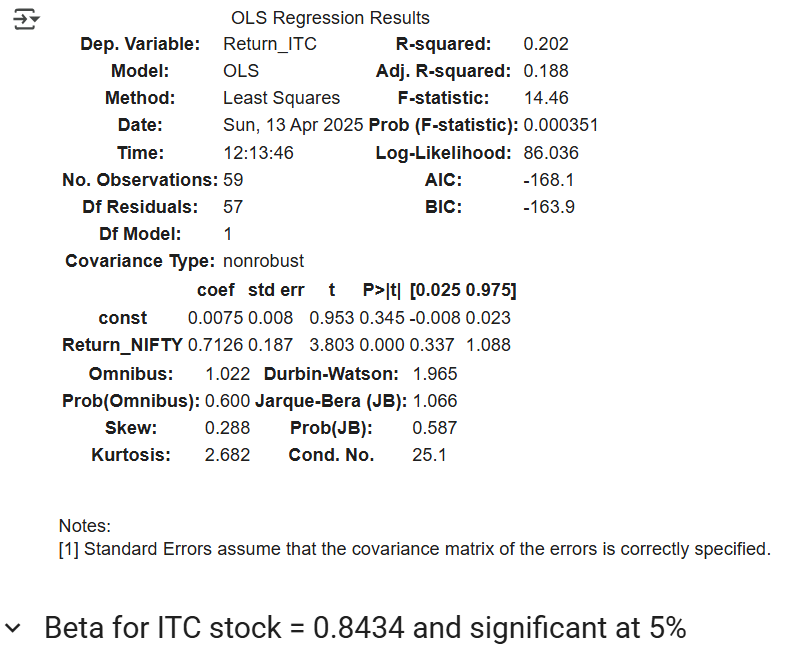 OLS Regression Results
Dep. Variable: Return_ITC R-squared: 0.202
Model: OLS Adj. R-squared: 0.188
Method: Least Squares F-statistic: 14.46
Date: Sun, 13 Apr 2025 Prob (F-statistic): 0.000351
Time: 12:13:46 Log-Likelihood: 86.036
No. Observations: 59 AIC: -168.1
Df Residuals: 57 BIC: -163.9
Df Model: 1
Covariance Type: nonrobust
coef std err t P>|t| [0.025 0.975]
const 0.0075 0.008 0.953 0.345 -0.008 0.023
Return_NIFTY 0.7126 0.187 3.803 0.000 0.337 1.088
Omnibus: 1.022 Durbin-Watson: 1.965
Prob(Omnibus): 0.600 Jarque-Bera (JB): 1.066
Skew: 0.288 Prob(JB): 0.587
Kurtosis: 2.682 Cond. No. 25.1
Notes:
[1] Standard Errors assume that the covariance matrix of the errors is correctly specified.
Beta for ITC stock = 0.8434 and significant at 5%